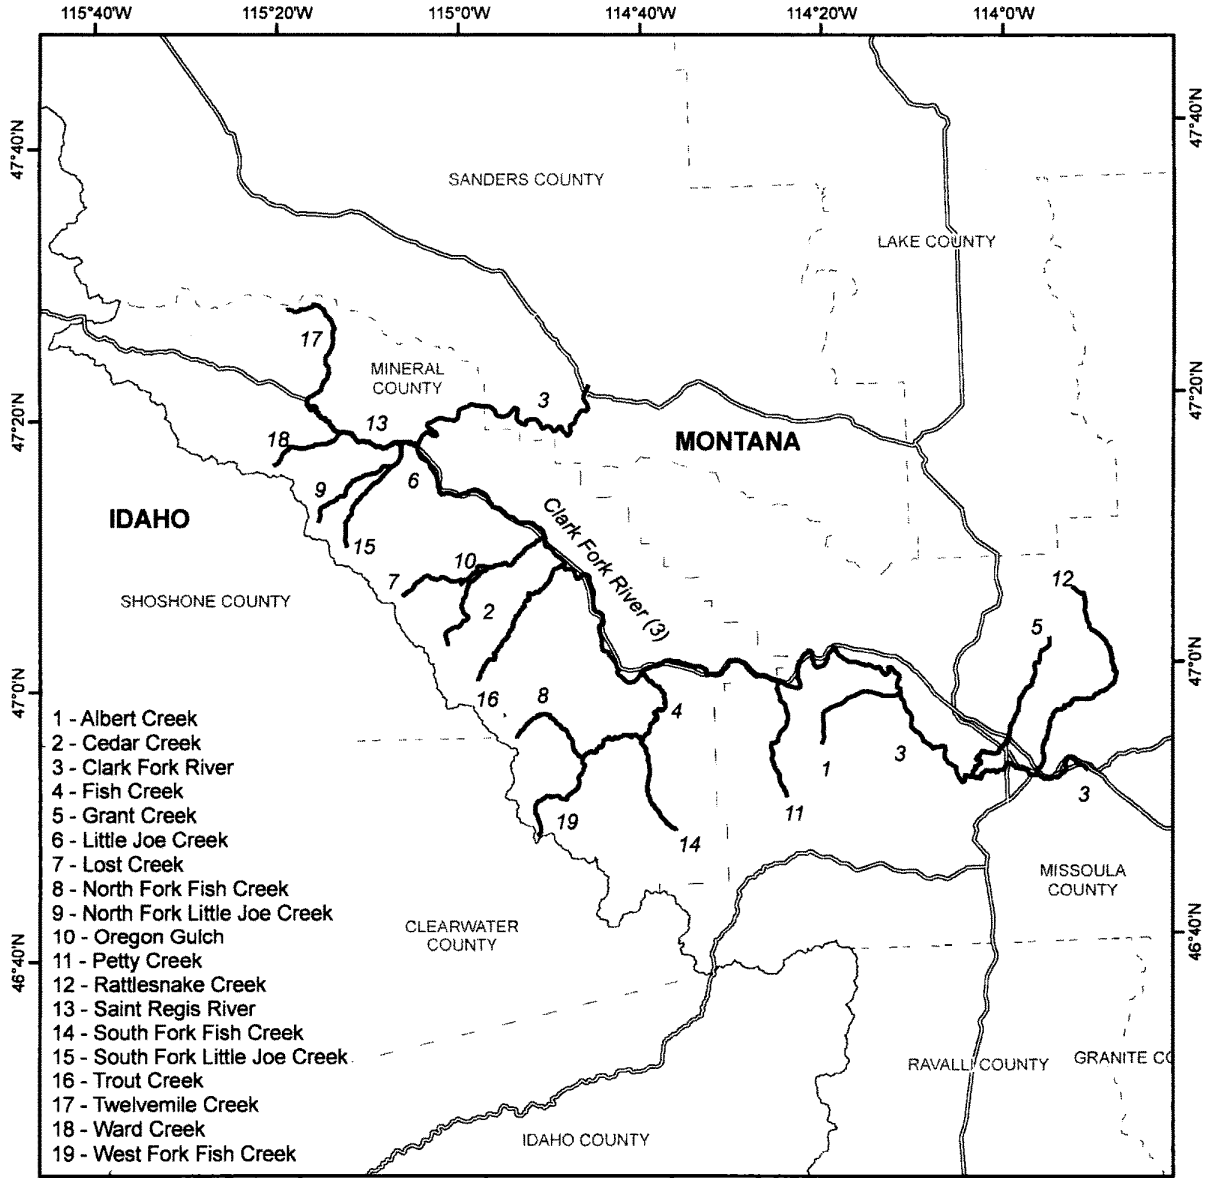 115°40'W 115°20'W 115°0'W 114°40'W 114°20'W 114°0'W
47°40'N
47°40'N
SANDERS COUNTY
LAKE COUNTY
17
MINERAL
COUNTY
3
47°20'N
47°20'N
13
18
MONTANA
6
9
IDAHO
Clark Fork River (3)
15
10
7
12
SHOSHONE COUNTY
2
5
47°0'N
47°0'N
16
8
4
3
1
11
3
19
14
1 - Albert Creek
2 - Cedar Creek
3 - Clark Fork River
4 - Fish Creek
5 - Grant Creek
6 - Little Joe Creek
7 - Lost Creek
8 - North Fork Fish Creek
9 - North Fork Little Joe Creek
10 - Oregon Gulch
11 - Petty Creek
12 - Rattlesnake Creek
13 - Saint Regis River
14 - South Fork Fish Creek
15 - South Fork Little Joe Creek
16 - Trout Creek
17 - Twelvemile Creek
18 - Ward Creek
19 - West Fork Fish Creek
MISSOULA
COUNTY
CLEARWATER
COUNTY
46°40'N
46°40'N
RAVALLI COUNTY
GRANITE CO
IDAHO COUNTY